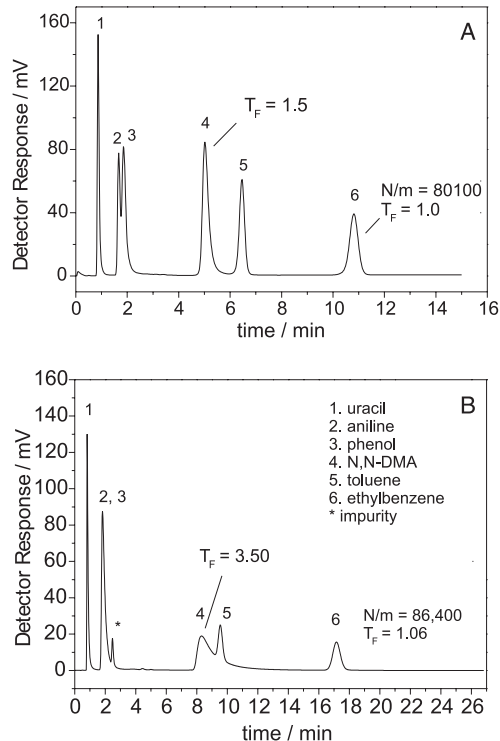 A
1
2
3
4
T_F = 1.5
5
6
N/m = 80100
T_F = 1.0
160
120
80
40
0
Detector Response / mV
0 2 4 6 8 10 12 14 16
time / min
B
1
2, 3
*
T_F = 3.50
4
5
6
1. uracil
2. aniline
3. phenol
4. N,N-DMA
5. toluene
6. ethylbenzene
* impurity
N/m = 86,400
T_F = 1.06
160
140
120
100
80
60
40
20
0
Detector Response / mV
0 2 4 6 8 10 12 14 16 18 20 22 24 26
time / min